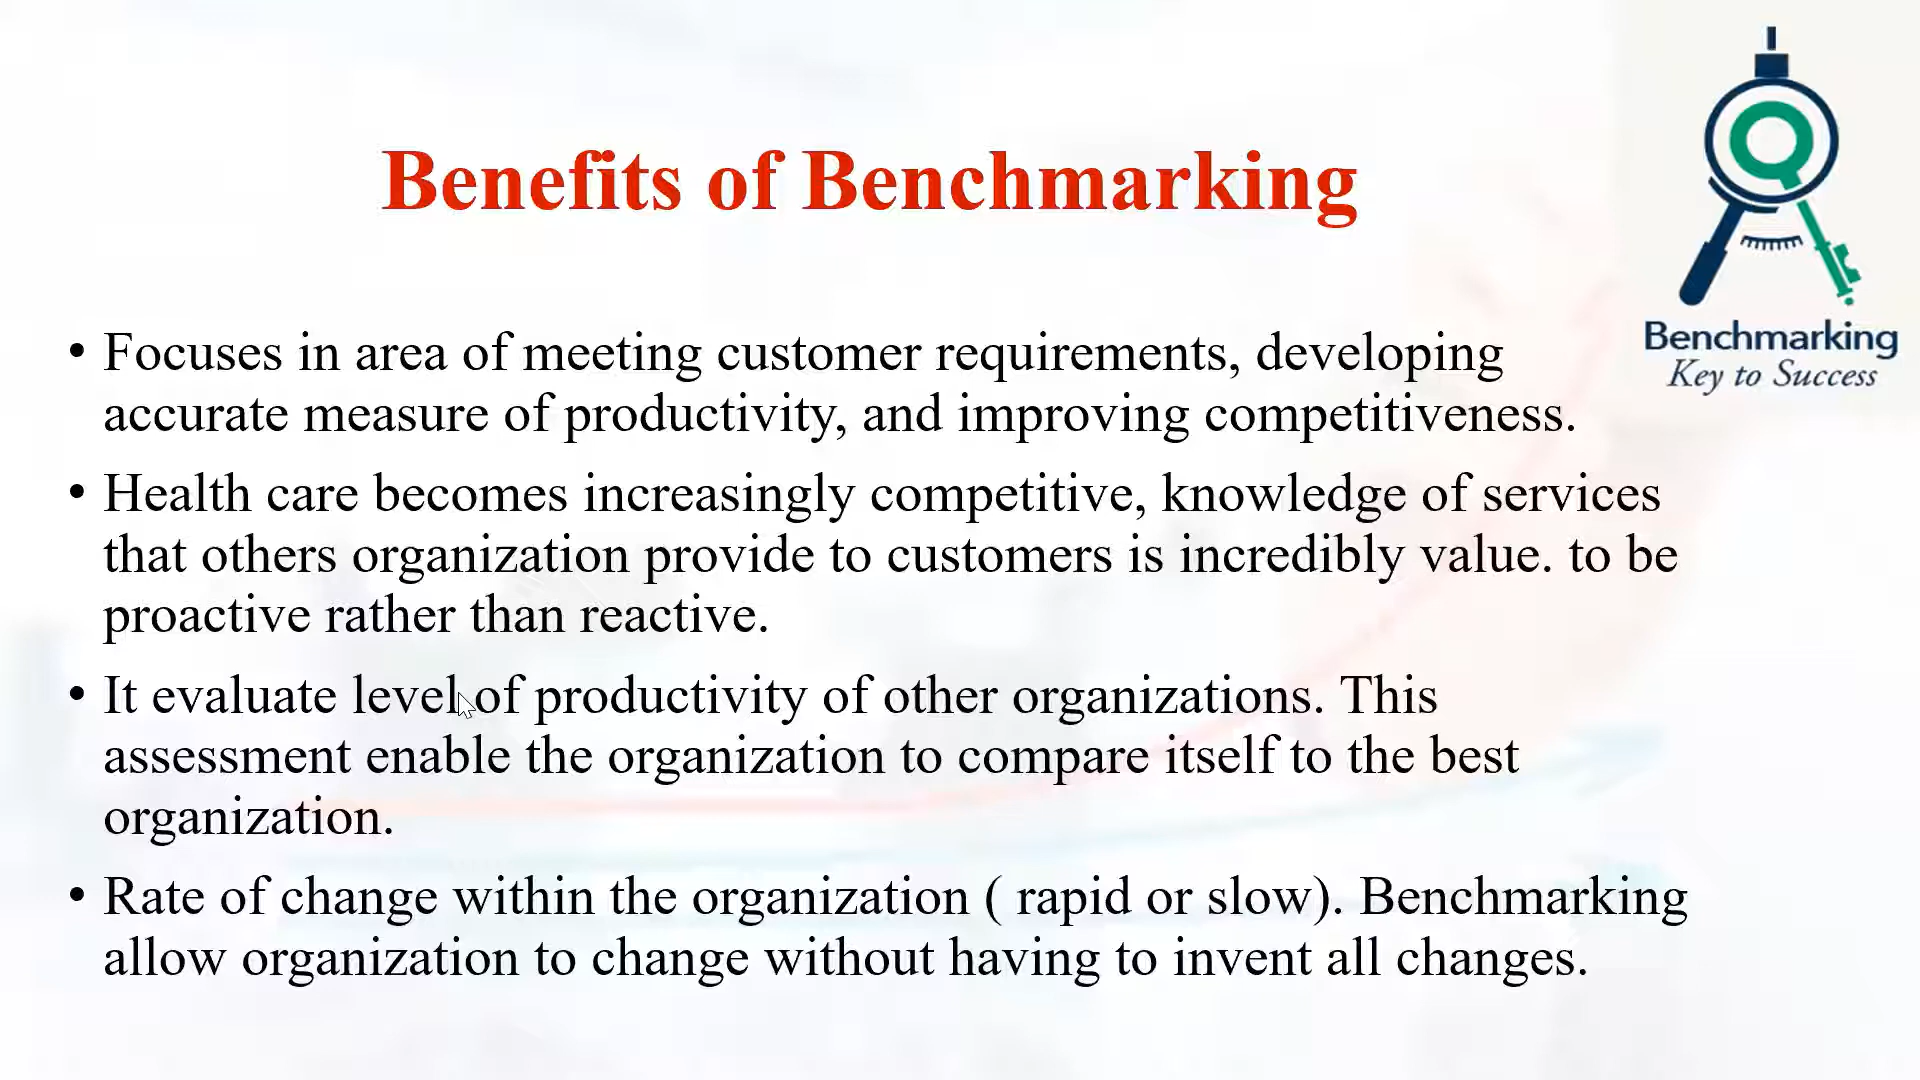 Benefits of Benchmarking
Benchmarking
Key to Success
• Focuses in area of meeting customer requirements, developing
accurate measure of productivity, and improving competitiveness.
• Health care becomes increasingly competitive, knowledge of services
that others organization provide to customers is incredibly value. to be
proactive rather than reactive.
• It evaluate level of productivity of other organizations. This
assessment enable the organization to compare itself to the best
organization.
• Rate of change within the organization ( rapid or slow). Benchmarking
allow organization to change without having to invent all changes.